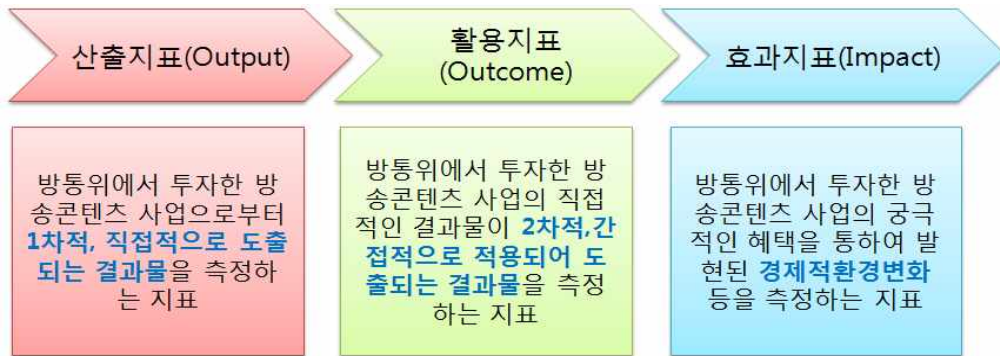 산출지표(Output)
활용지표
(Outcome)
효과지표(Impact)
방통위에서 투자한 방
송콘텐츠 사업으로부터
1차적, 직접적으로 도출
되는 결과물을 측정하
는 지표
방통위에서 투자한 방
송콘텐츠 사업의 직접
적인 결과물이 2차적,간
접적으로 적용되어 도
출되는 결과물을 측정
하는 지표
방통위에서 투자한 방
송콘텐츠 사업의 궁극
적인 혜택을 통하여 발
현된 경제적환경변화
등을 측정하는 지표